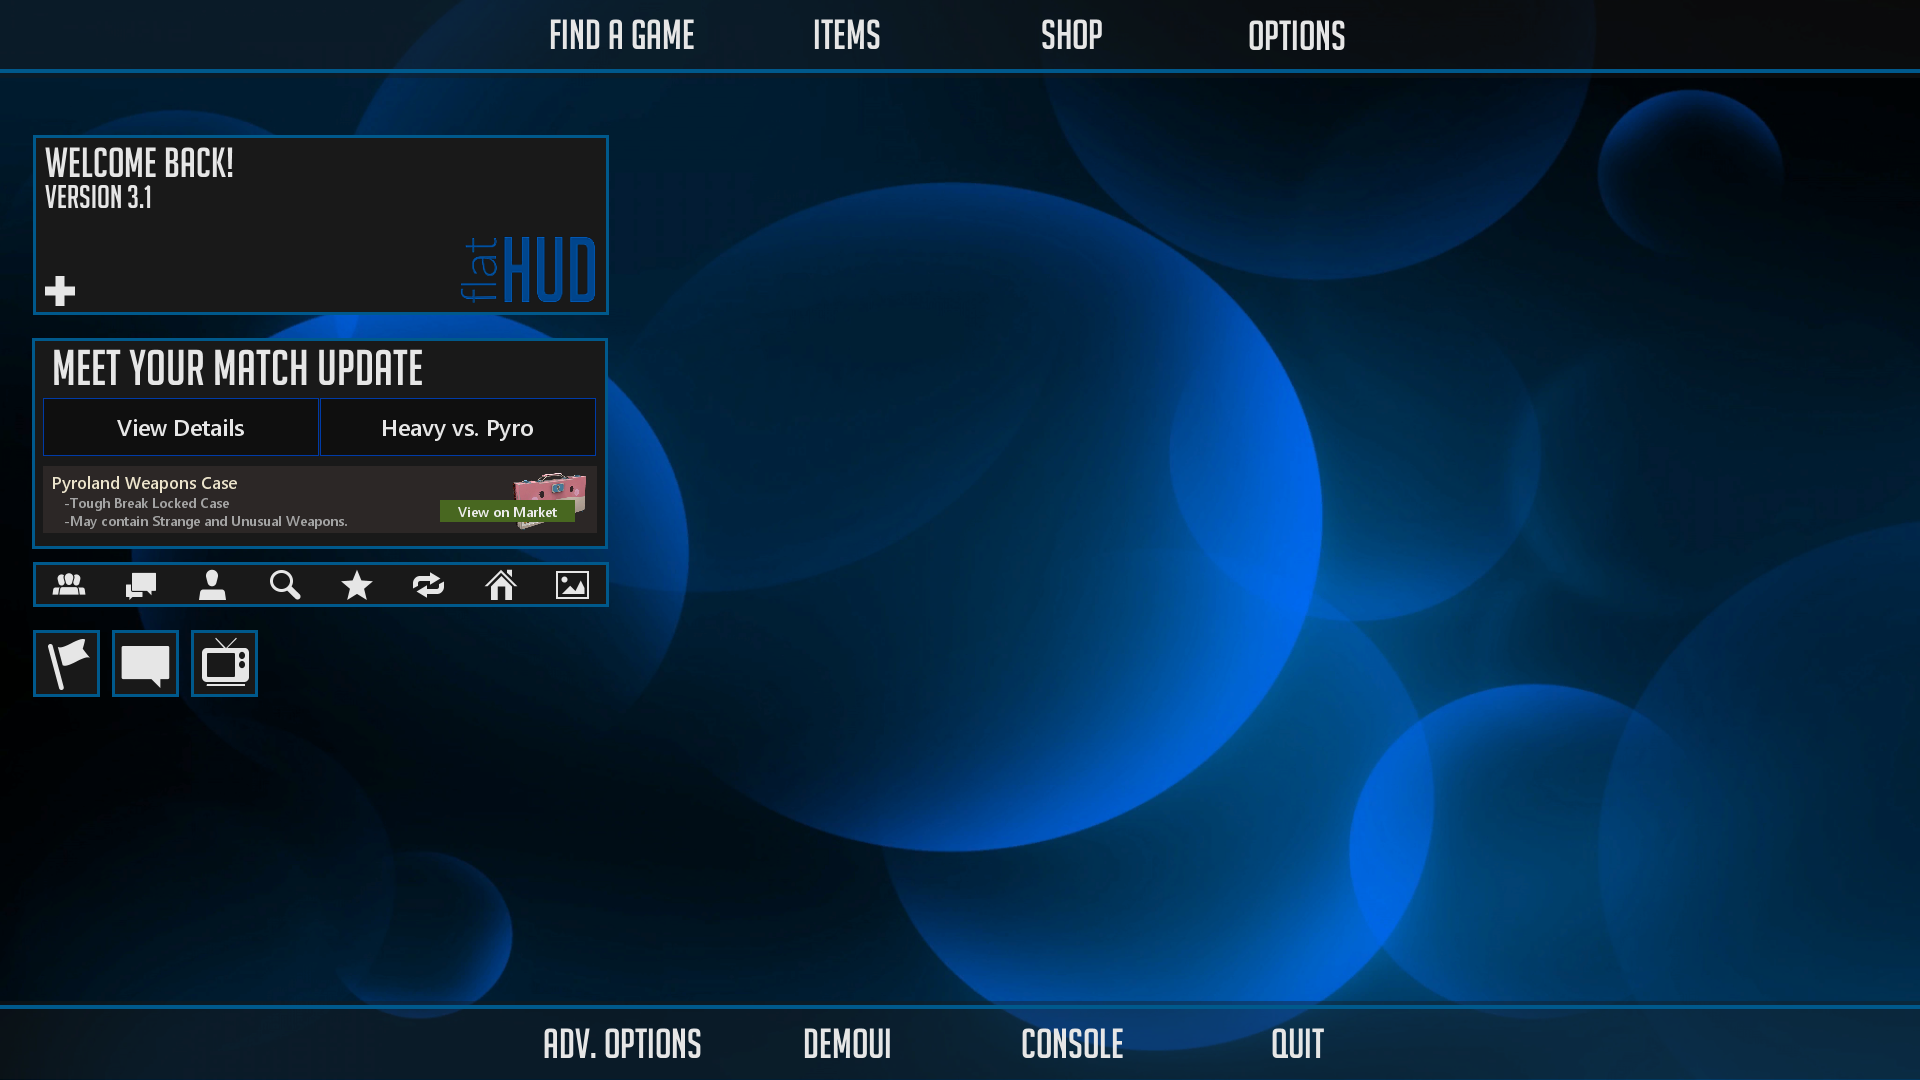 FIND A GAME ITEMS SHOP OPTIONS
WELCOME BACK!
VERSION 3.1
flatHUD
MEET YOUR MATCH UPDATE
View Details Heavy vs. Pyro
Pyroland Weapons Case
-Tough Break Locked Case
-May contain Strange and Unusual Weapons.
View on Market
ADV. OPTIONS DEMOUI CONSOLE QUIT